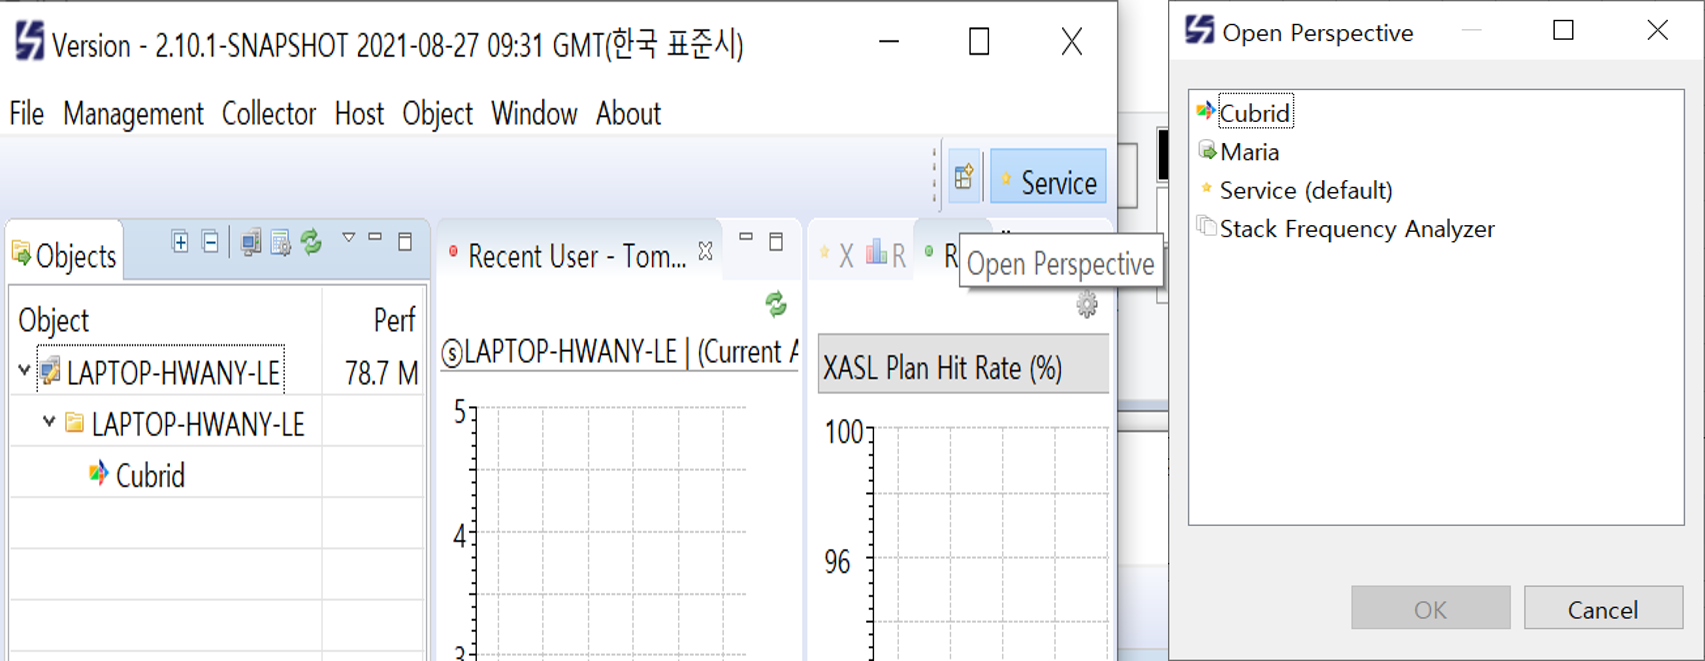 Version - 2.10.1-SNAPSHOT 2021-08-27 09:31 GMT(한국 표준시)
File Management Collector Host Object Window About
Service
Objects
Object Perf
LAPTOP-HWANY-LE 78.7 M
LAPTOP-HWANY-LE
Cubrid
Recent User - Tom...
ⓢLAPTOP-HWANY-LE | (Current A
5
4
3
X R R
Open Perspective
XASL Plan Hit Rate (%)
100
96
Open Perspective
Cubrid
Maria
Service (default)
Stack Frequency Analyzer
OK Cancel